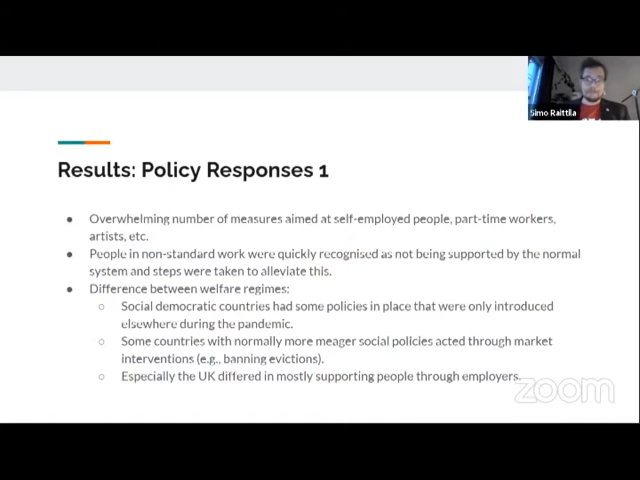 Simo Raittila
Results: Policy Responses 1
● Overwhelming number of measures aimed at self-employed people, part-time workers,
artists, etc.
● People in non-standard work were quickly recognised as not being supported by the normal
system and steps were taken to alleviate this.
● Difference between welfare regimes:
○ Social democratic countries had some policies in place that were only introduced
elsewhere during the pandemic.
○ Some countries with normally more meager social policies acted through market
interventions (e.g., banning evictions).
○ Especially the UK differed in mostly supporting people through employers.
zoom